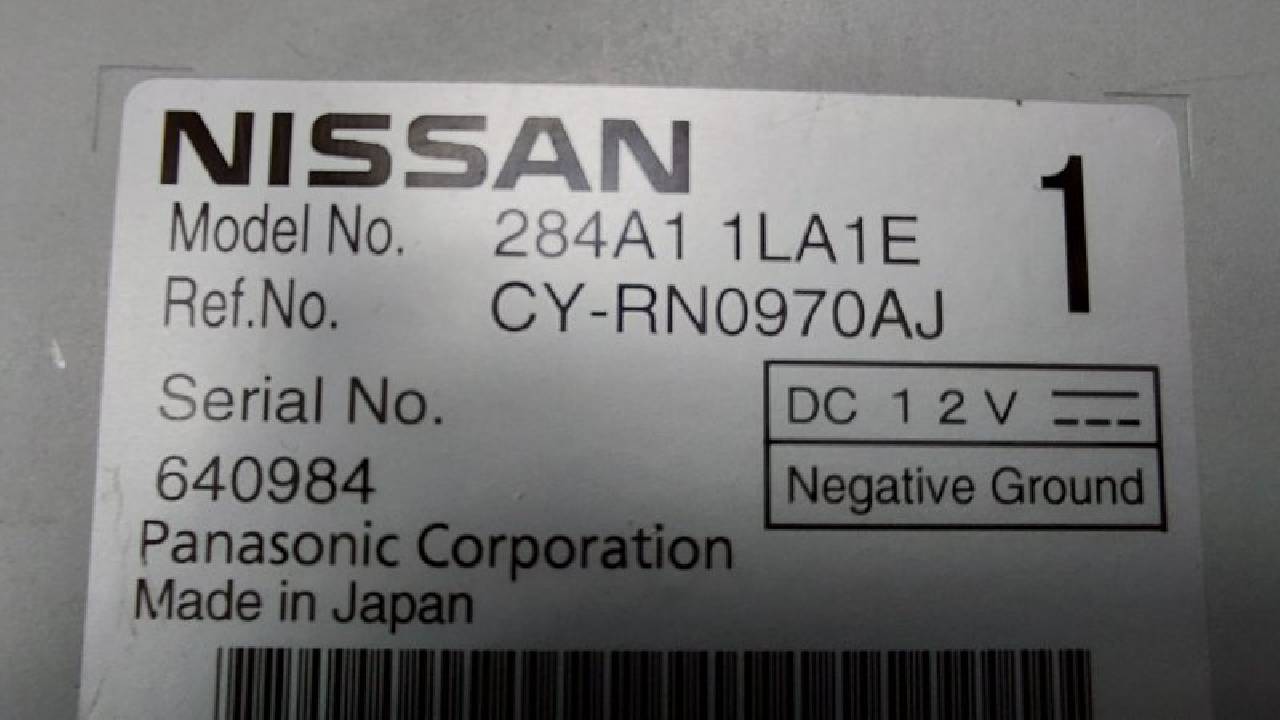 NISSAN
1
Model No. 284A1 1LA1E
Ref.No. CY-RN0970AJ
Serial No.
640984
DC 12V
Negative Ground
Panasonic Corporation
Made in Japan